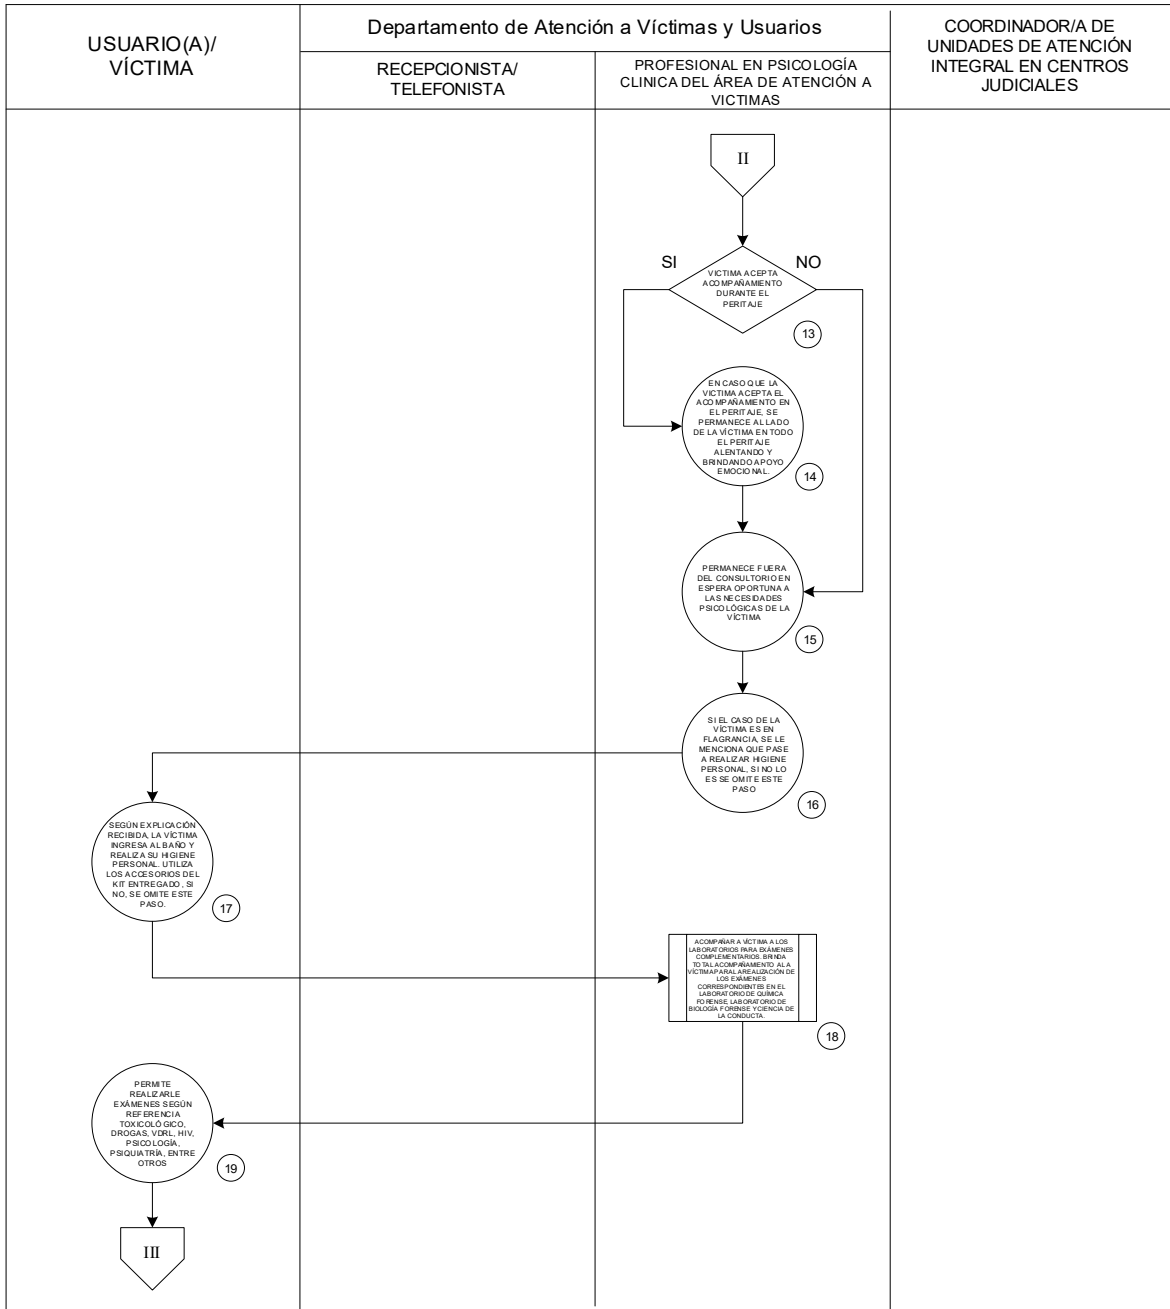 USUARIO(A)/
VÍCTIMA
Departamento de Atención a Víctimas y Usuarios
RECEPCIONISTA/
TELEFONISTA
PROFESIONAL EN PSICOLOGÍA
CLINICA DEL ÁREA DE ATENCIÓN A
VICTIMAS
COORDINADOR/A DE
UNIDADES DE ATENCIÓN
INTEGRAL EN CENTROS
JUDICIALES
II
SI
NO
VICTIMA ACEPTA
ACOMPAÑAMIENTO
DURANTE EL
PERITAJE
13
EN CASO QUE LA
VICTIMA ACEPTA EL
ACOMPAÑAMIENTO EN
EL PERITAJE, SE
PERMANECE AL LADO
DE LA VÍCTIMA EN TODO
EL PERITAJE
ALENTANDO Y
BRINDANDO APOYO
EMOCIONAL.
14
PERMANECE FUERA
DEL CONSULTORIO EN
ESPERA OPORTUNA A
LAS NECESIDADES
PSICOLÓGICAS DE LA
VÍCTIMA
15
SI EL CASO DE LA
VÍCTIMA ES EN
FLAGRANCIA, SE LE
MENCIONA QUE PASE
A REALIZAR HIGIENE
PERSONAL, SI NO LO
ES SE OMITE ESTE
PASO
16
SEGÚN EXPLICACIÓN
RECIBIDA, LA VÍCTIMA
INGRESA AL BAÑO Y
REALIZA SU HIGIENE
PERSONAL. UTILIZA
LOS ACCESORIOS DEL
KIT ENTREGADO, SI
NO, SE OMITE ESTE
PASO.
17
ACOMPAÑAR A VÍCTIMA A LOS
LABORATORIOS PARA EXÁMENES
COMPLEMENTARIOS. BRINDA
TOTAL ACOMPAÑAMIENTO A LA
VÍCTIMA PARA LA REALIZACIÓN DE
LOS EXÁMENES
CORRESPONDIENTES EN EL
LABORATORIO DE QUÍMICA
FORENSE, LABORATORIO DE
BIOLOGÍA FORENSE Y CIENCIA DE
LA CONDUCTA.
18
PERMITE
REALIZARLE
EXÁMENES SEGÚN
REFERENCIA
TOXICOLÓGICO,
DROGAS, VDRL, HIV,
PSICOLOGÍA,
PSIQUIATRÍA, ENTRE
OTROS
19
III